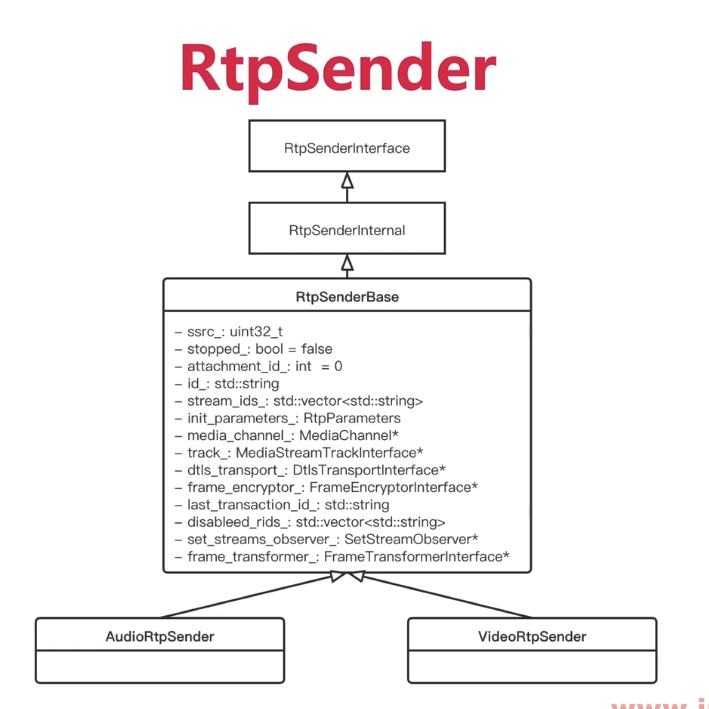 RtpSender
RtpSenderInterface
RtpSenderInternal
RtpSenderBase
- ssrc_: uint32_t
- stopped_: bool = false
- attachment_id_: int = 0
- id_: std::string
- stream_ids_: std::vector<std::string>
- init_parameters_: RtpParameters
- media_channel_: MediaChannel*
- track_: MediaStreamTrackInterface*
- dtls_transport_: DtlsTransportInterface*
- frame_encryptor_: FrameEncryptorInterface*
- last_transaction_id_: std::string
- disableed_rids_: std::vector<std::string>
- set_streams_observer_: SetStreamObserver*
- frame_transformer_: FrameTransformerInterface*
AudioRtpSender
VideoRtpSender